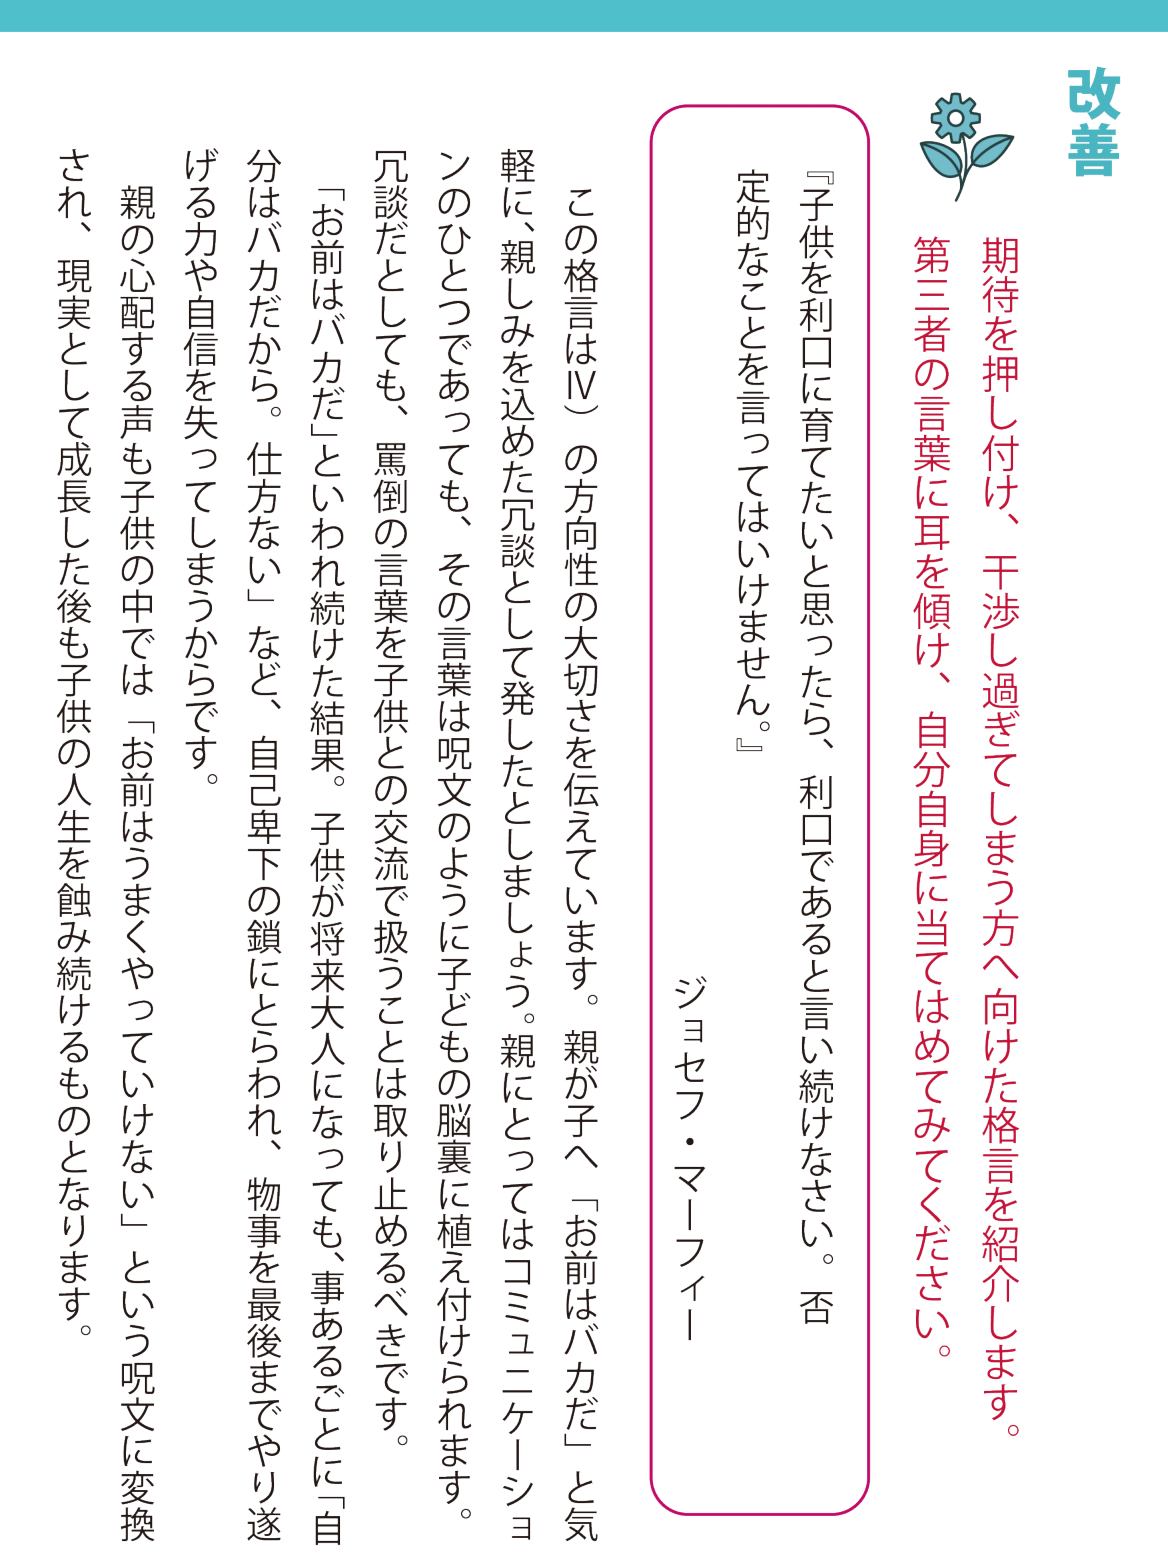 改善
期待を押し付け、干渉し過ぎてしまう方へ向けた格言を紹介します。
第三者の言葉に耳を傾け、自分自身に当てはめてみてください。
『子供を利口に育てたいと思ったら、利口であると言い続けなさい。否
定的なことを言ってはいけません。』
ジョセフ・マーフィー
この格言はⅣ）の方向性の大切さを伝えています。親が子へ「お前はバカだ」と気
軽に、親しみを込めた冗談として発したとしましょう。親にとってはコミュニケーショ
ンのひとつであっても、その言葉は呪文のように子どもの脳裏に植え付けられます。
冗談だとしても、罵倒の言葉を子供との交流で扱うことは取り止めるべきです。
「お前はバカだ」といわれ続けた結果。子供が将来大人になっても、事あるごとに「自
分はバカだから。仕方ない」など、自己卑下の鎖にとらわれ、物事を最後までやり遂
げる力や自信を失ってしまうからです。
親の心配する声も子供の中では「お前はうまくやっていけない」という呪文に変換
され、現実として成長した後も子供の人生を蝕み続けるものとなります。